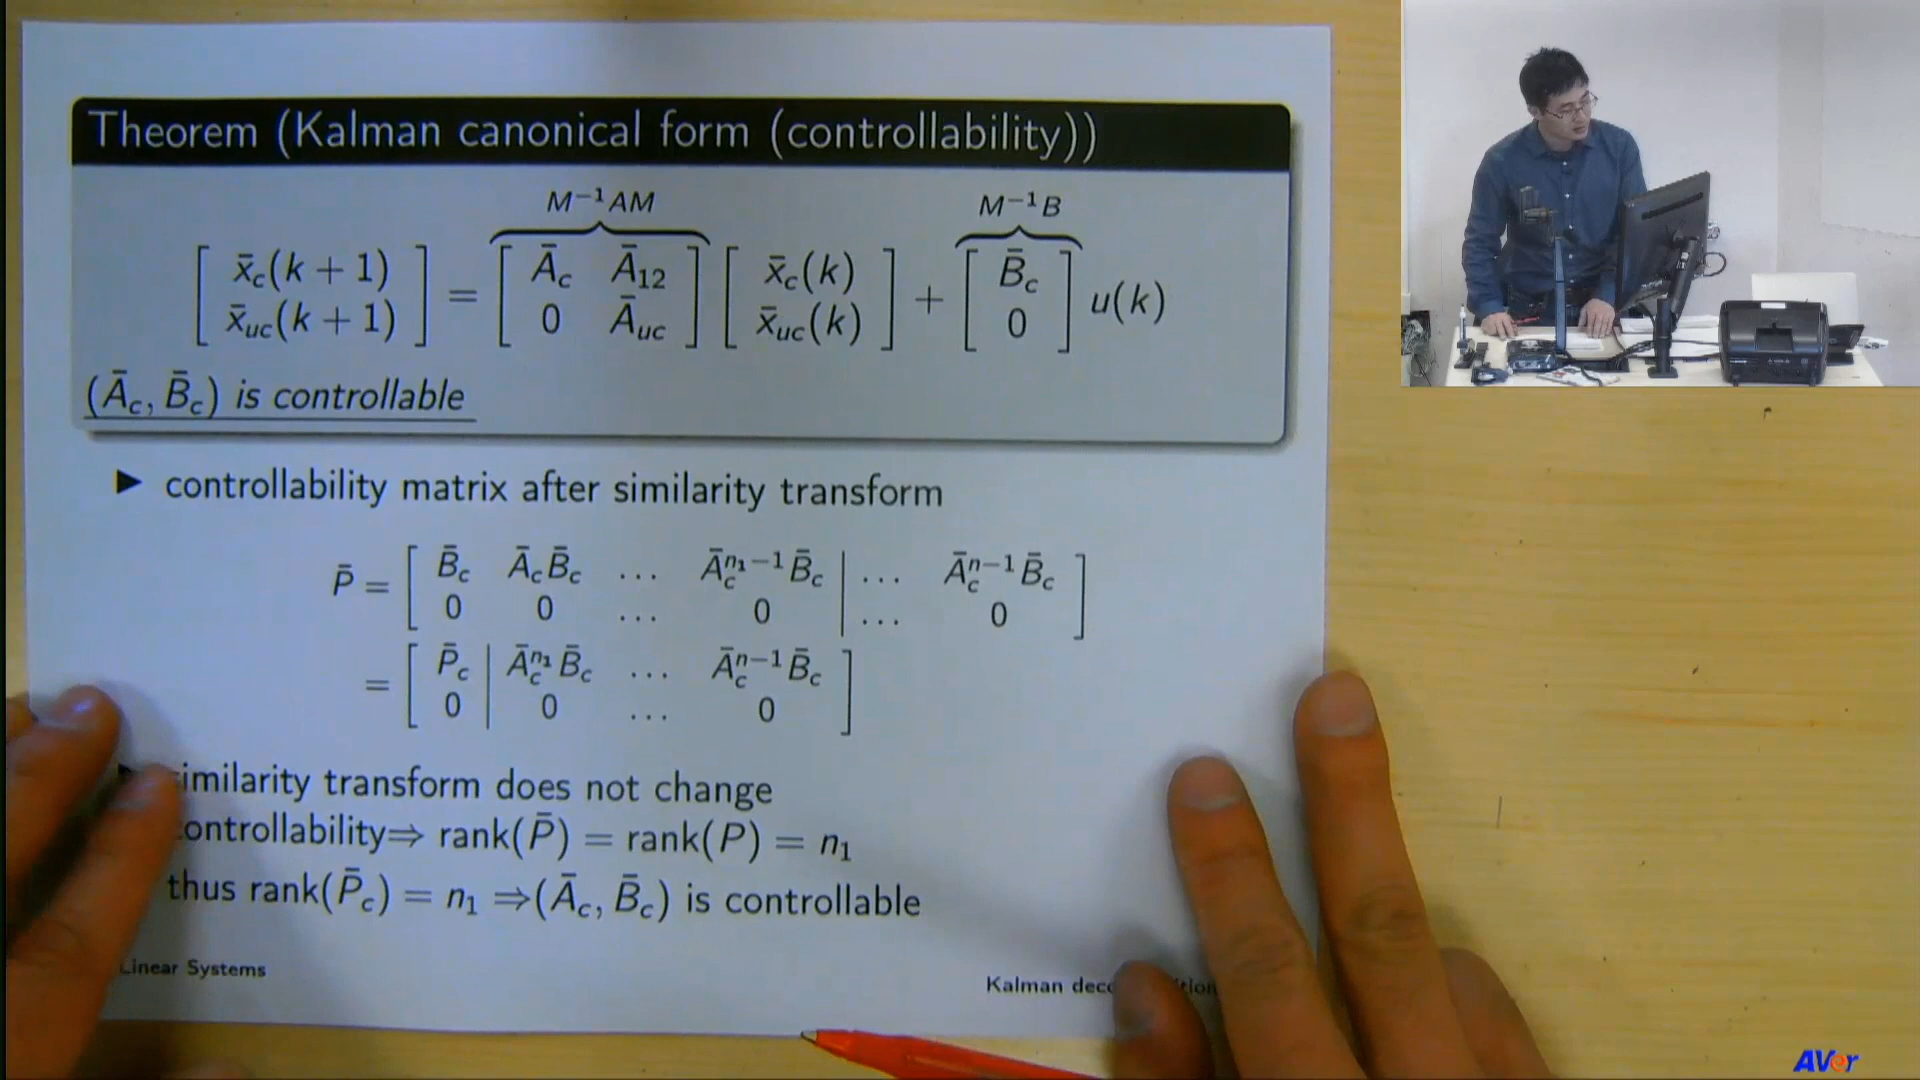 Theorem (Kalman canonical form (controllability))
M⁻¹AM M⁻¹B
[ x̄c(k + 1) ; x̄uc(k + 1) ] = [ Āc Ā12 ; 0 Āuc ] [ x̄c(k) ; x̄uc(k) ] + [ B̄c ; 0 ] u(k)
(Āc, B̄c) is controllable
▶ controllability matrix after similarity transform
P̄ = [ B̄c ĀcB̄c ... Āc^{n₁−1}B̄c | ... Āc^{n−1}B̄c ; 0 0 ... 0 | ... 0 ]
= [ P̄c | Āc^{n₁}B̄c ... Āc^{n−1}B̄c ; 0 | 0 ... 0 ]
imilarity transform does not change
ontrollability⇒ rank(P̄) = rank(P) = n₁
thus rank(P̄c) = n₁ ⇒(Āc, B̄c) is controllable
Linear Systems
Kalman
AVer